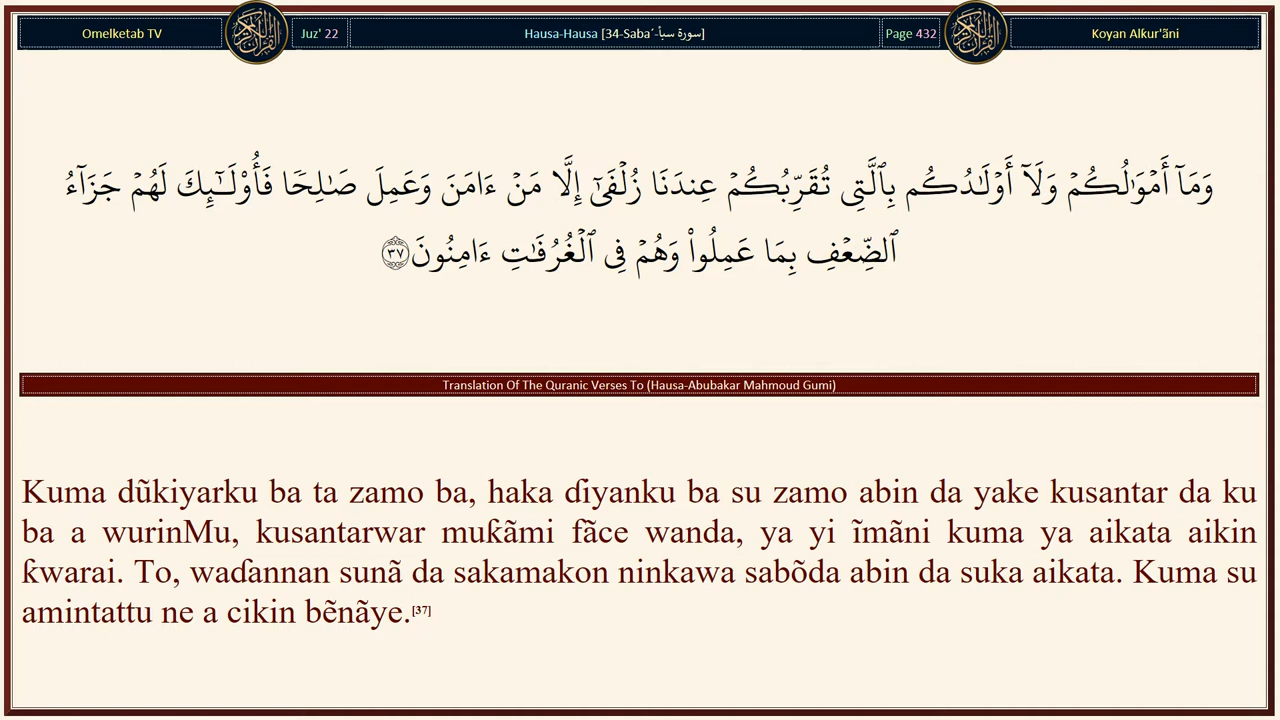 Omelketab TV
Juz' 22
Hausa-Hausa [34-Saba´-سورة سبأ]
Page 432
Koyan Alƙur'ãni
وَمَآ أَمۡوَٰلُكُمۡ وَلَآ أَوۡلَٰدُكُم بِٱلَّتِي تُقَرِّبُكُمۡ عِندَنَا زُلۡفَىٰٓ إِلَّا مَنۡ ءَامَنَ وَعَمِلَ صَٰلِحٗا فَأُوْلَٰٓئِكَ لَهُمۡ جَزَآءُ
ٱلضِّعۡفِ بِمَا عَمِلُواْ وَهُمۡ فِي ٱلۡغُرُفَٰتِ ءَامِنُونَ ٣٧
Translation Of The Quranic Verses To (Hausa-Abubakar Mahmoud Gumi)
Kuma dũkiyarku ba ta zamo ba, haka ɗiyanku ba su zamo abin da yake kusantar da ku
ba a wurinMu, kusantarwar muƙãmi fãce wanda, ya yi ĩmãni kuma ya aikata aikin
ƙwarai. To, waɗannan sunã da sakamakon ninkawa sabõda abin da suka aikata. Kuma su
amintattu ne a cikin bẽnãye.[37]